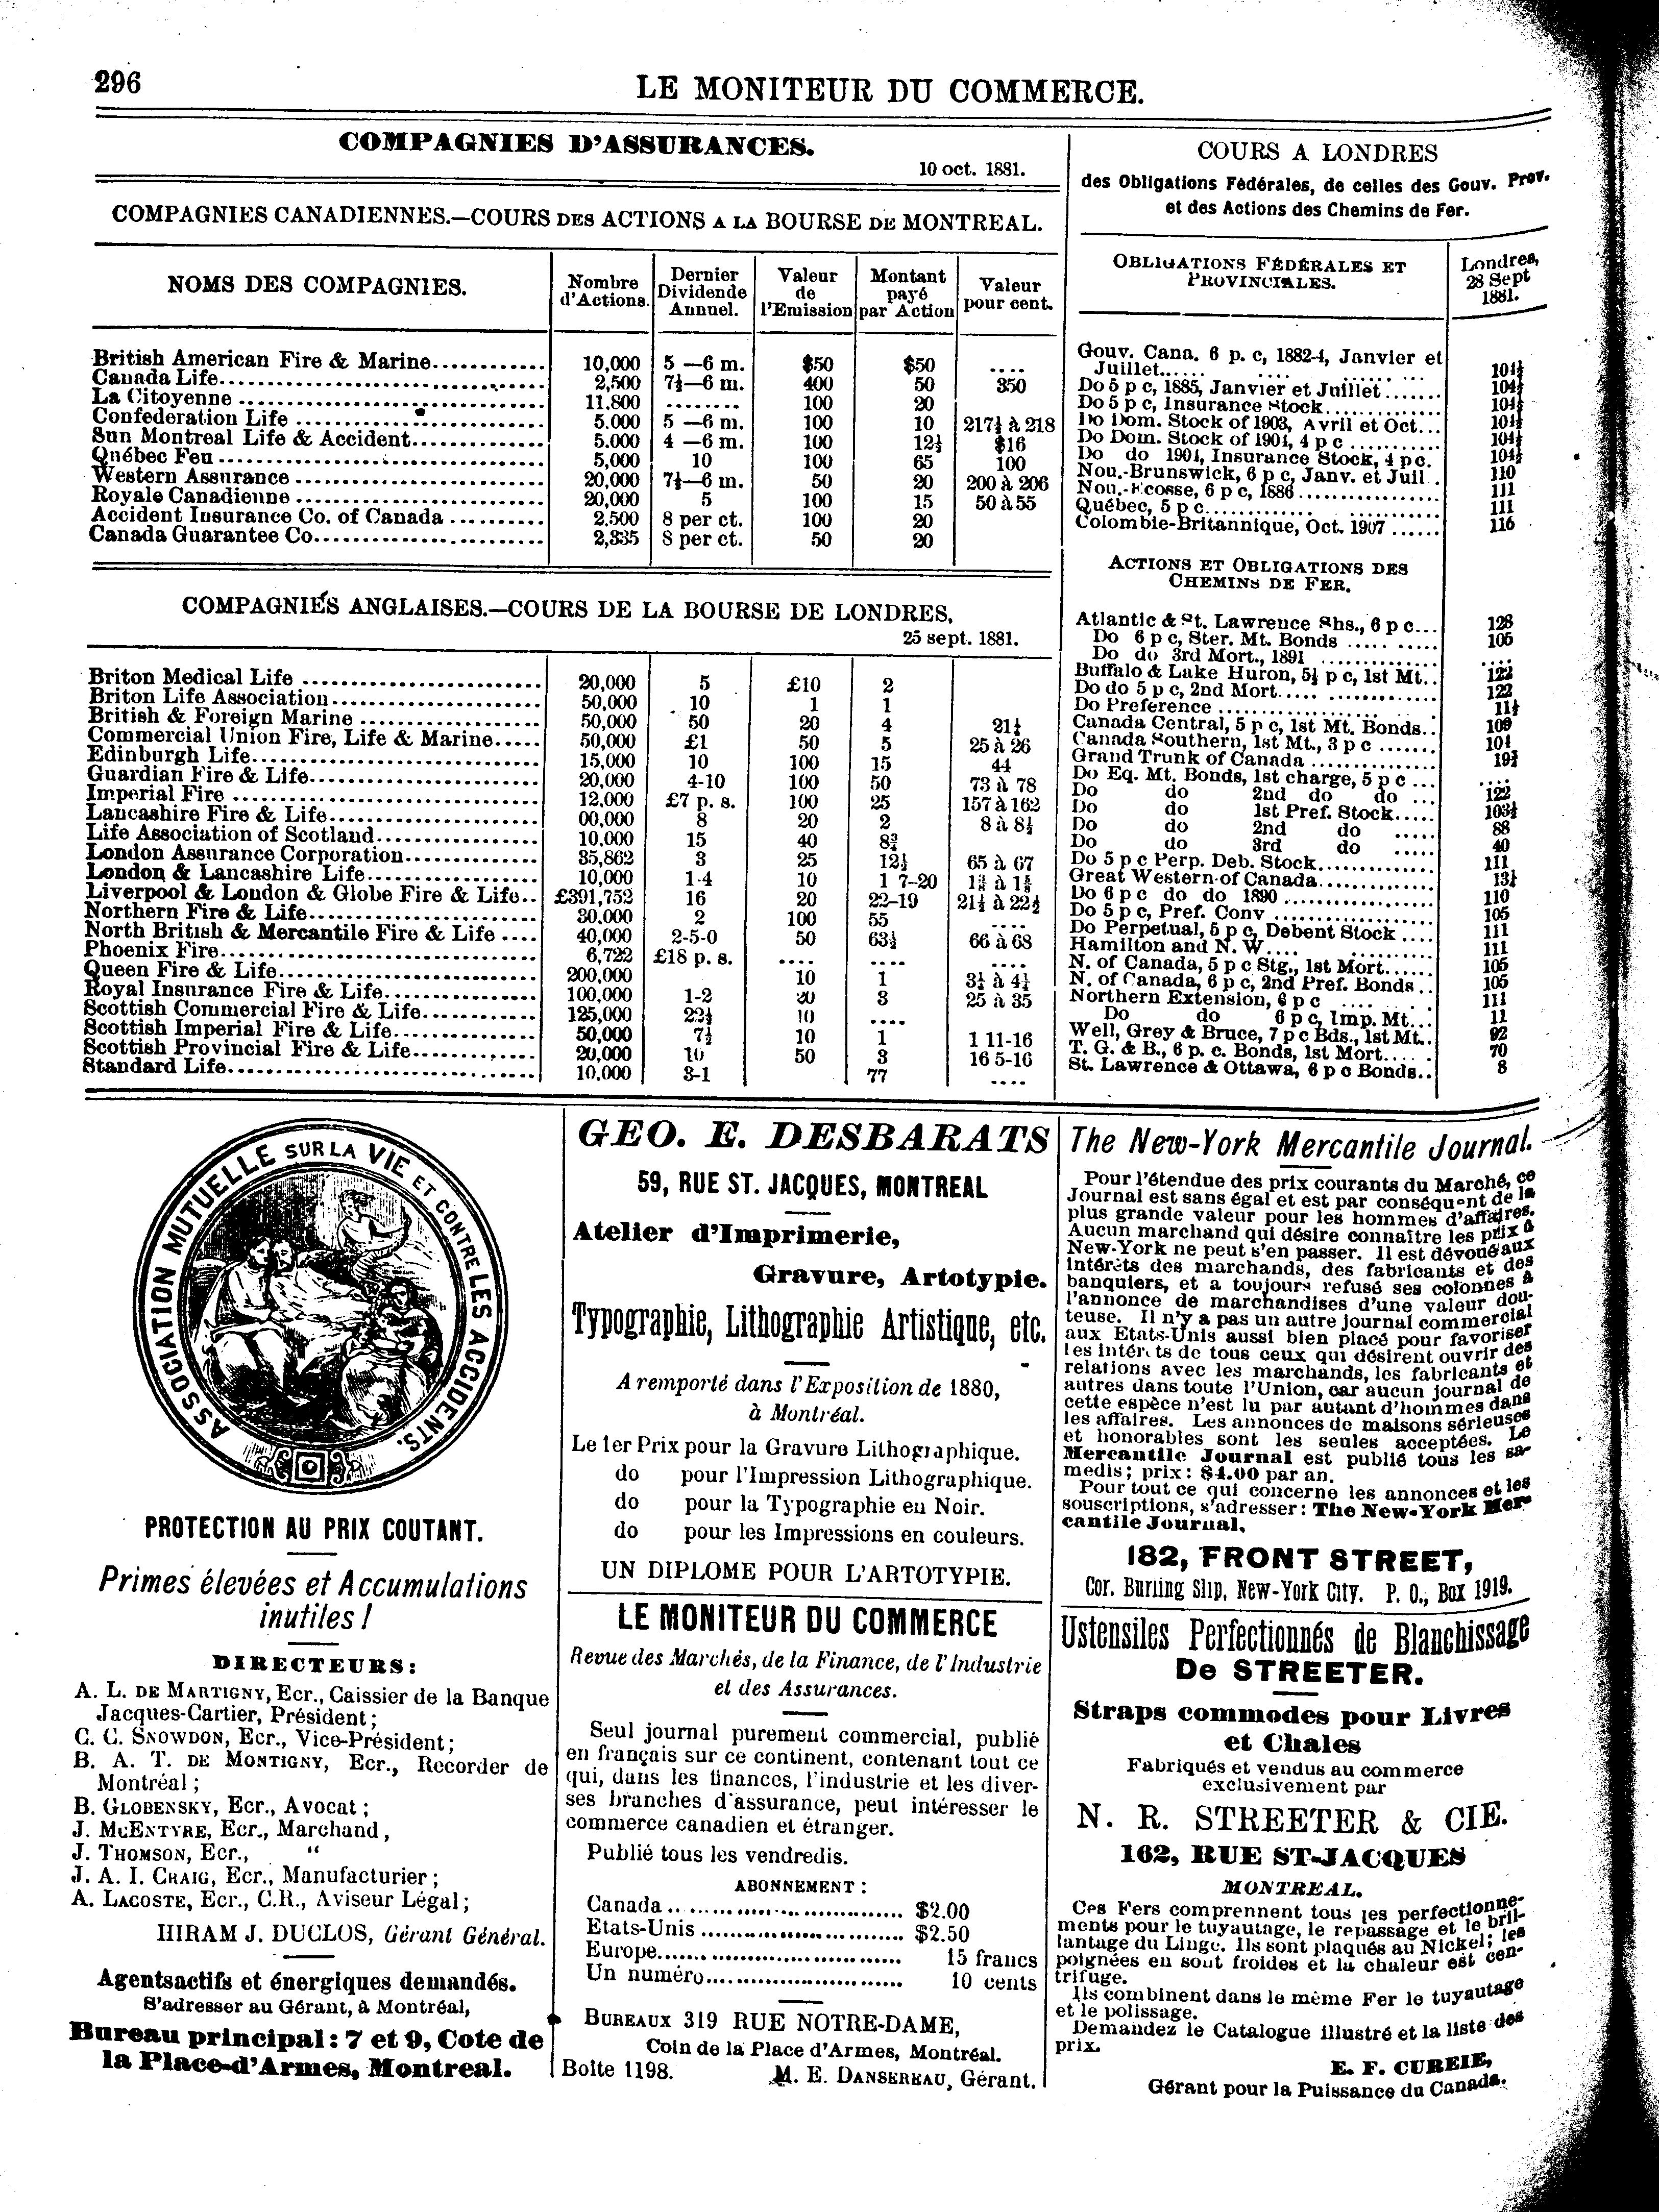 296
LE MONITEUR DU COMMERCE.
COMPAGNIES D'ASSURANCES.
10 oct. 1881.
COMPAGNIES CANADIENNES.—COURS DES ACTIONS A LA BOURSE DE MONTREAL.
NOMS DES COMPAGNIES. Nombre d'Actions. Dernier Dividende Annuel. Valeur de l'Emission Montant payé par Action Valeur pour cent.
British American Fire & Marine............ 10,000 5 —6 m. $50 $50 ....
Canada Life.............................. 2,500 7½—6 m. 400 50 350
La Citoyenne .............................. 11.800 ........ 100 20
Confederation Life ........................ 5.000 5 —6 m. 100 10 217½ à 218
Sun Montreal Life & Accident.............. 5.000 4 —6 m. 100 12½ $16
Québec Feu .............................. 5,000 10 100 65 100
Western Assurance ........................ 20,000 7½—6 m. 50 20 200 à 206
Royale Canadienne ........................ 20,000 5 100 15 50 à 55
Accident Insurance Co. of Canada .......... 2.500 8 per ct. 100 20
Canada Guarantee Co...................... 2,335 8 per ct. 50 20
COMPAGNIES ANGLAISES.—COURS DE LA BOURSE DE LONDRES,
25 sept. 1881.
Briton Medical Life ........................ 20,000 5 £10 2
Briton Life Association.................... 50,000 10 1 1
British & Foreign Marine .................. 50,000 50 20 4 21½
Commercial Union Fire, Life & Marine..... 50,000 £1 50 5 25 à 26
Edinburgh Life............................ 15,000 10 100 15 44
Guardian Fire & Life...................... 20,000 4-10 100 50 73 à 78
Imperial Fire .............................. 12.000 £7 p. s. 100 25 157 à 162
Lancashire Fire & Life.................... 00,000 8 20 2 8 à 8½
Life Association of Scotland................ 10,000 15 40 8¾
London Assurance Corporation.............. 35,862 3 25 12½ 65 à 67
London & Lancashire Life.................. 10,000 1-4 10 1 7-20
Liverpool & London & Globe Fire & Life.. £391,752 16 20 22-19 21½ à 22½
Northern Fire & Life...................... 30.000 2 100 55 ....
North British & Mercantile Fire & Life .... 40,000 2-5-0 50 63½ 66 à 68
Phoenix Fire.............................. 6,722 £18 p. s. .... .... ....
Queen Fire & Life........................ 200,000 10 1 3½ à 4½
Royal Insurance Fire & Life................ 100,000 1-2 20 3 25 à 35
Scottish Commercial Fire & Life............ 125,000 22½ 10 ....
Scottish Imperial Fire & Life.............. 50,000 7½ 10 1 1 11-16
Scottish Provincial Fire & Life............ 20,000 10 50 3 16 5-16
Standard Life.............................. 10.000 3-1 77 ....
COURS A LONDRES
des Obligations Fédérales, de celles des Gouv. Prov.
et des Actions des Chemins de Fer.
OBLIGATIONS FÉDÉRALES ET PROVINCIALES. Londres, 28 Sept 1881.
Gouv. Cana. 6 p. c, 1882-4, Janvier et
Juillet...... 104½
Do 5 p c, 1885, Janvier et Juillet....... 104½
Do 5 p c, Insurance Stock............ 104½
Do Dom. Stock of 1903, Avril et Oct... 104½
Do Dom. Stock of 1904, 4 p c .......... 104½
Do do 1904, Insurance Stock, 4 pc. 104½
Nou.-Brunswick, 6 p c, Janv. et Juil.. 110
Nou.-Ecosse, 6 p c, 1886................ 111
Québec, 5 p c............ 111
Colombie-Britannique, Oct. 1907 ...... 116
ACTIONS ET OBLIGATIONS DES
CHEMINS DE FER.
Atlantic & St. Lawrence Shs., 6 p c... 128
Do 6 p c, Ster. Mt. Bonds ..... ..... 105
Do do 3rd Mort., 1891 .............. ....
Buffalo & Lake Huron, 5½ p c, 1st Mt.. 122
Do do 5 p c, 2nd Mort..... ............ 122
Do Preference ........................ 11½
Canada Central, 5 p c, 1st Mt. Bonds.. 109
Canada Southern, 1st Mt., 3 p c ....... 104
Grand Trunk of Canada .............. 19¾
Do Eq. Mt. Bonds, 1st charge, 5 p c ... ....
Do do 2nd do do ... 122
Do do 1st Pref. Stock..... 103½
Do do 2nd do ..... 88
Do do 3rd do ..... 40
Do 5 p c Perp. Deb. Stock.............. 111
Great Western of Canada.............. 13½
Do 6 p c do do 1890 .................. 110
Do 5 p c, Pref. Conv .................. 105
Do Perpetual, 5 p c, Debent Stock .... 111
Hamilton and N. W.... ............ 111
N. of Canada, 5 p c Stg., 1st Mort...... 105
N. of Canada, 6 p c, 2nd Pref. Bonds.. 105
Northern Extension, 6 p c .... .... 111
Do do 6 p c, Imp. Mt... 11
Well, Grey & Bruce, 7 p c Bds., 1st Mt.. 92
T. G. & B., 6 p. c. Bonds, 1st Mort..... 70
St. Lawrence & Ottawa, 6 p c Bonds.. 8
ASSOCIATION MUTUELLE SUR LA VIE ET CONTRE LES ACCIDENTS.
PROTECTION AU PRIX COUTANT.
Primes élevées et Accumulations
inutiles !
DIRECTEURS:
A. L. DE MARTIGNY, Ecr., Caissier de la Banque
Jacques-Cartier, Président;
C. C. SNOWDON, Ecr., Vice-Président;
B. A. T. DE MONTIGNY, Ecr., Recorder de
Montréal;
B. GLOBENSKY, Ecr., Avocat;
J. MCENTYRE, Ecr., Marchand,
J. THOMSON, Ecr., "
J. A. I. CRAIG, Ecr., Manufacturier;
A. LACOSTE, Ecr., C.R., Aviseur Légal;
HIRAM J. DUCLOS, Gérant Général.
Agentsactifs et énergiques demandés.
S'adresser au Gérant, à Montréal,
Bureau principal: 7 et 9, Cote de
la Place-d'Armes, Montreal.
GEO. E. DESBARATS
59, RUE ST. JACQUES, MONTREAL
Atelier d'Imprimerie,
Gravure, Artotypie.
Typographie, Lithographie Artistique, etc.
A remporté dans l'Exposition de 1880,
à Montréal.
Le 1er Prix pour la Gravure Lithographique.
do pour l'Impression Lithographique.
do pour la Typographie en Noir.
do pour les Impressions en couleurs.
UN DIPLOME POUR L'ARTOTYPIE.
LE MONITEUR DU COMMERCE
Revue des Marchés, de la Finance, de l'Industrie
et des Assurances.
Seul journal purement commercial, publié
en français sur ce continent, contenant tout ce
qui, dans les finances, l'industrie et les diver-
ses branches d'assurance, peut intéresser le
commerce canadien et étranger.
Publié tous les vendredis.
ABONNEMENT:
Canada .............................. $2.00
Etats-Unis .......................... $2.50
Europe.............................. 15 francs
Un numéro.......................... 10 cents
BUREAUX 319 RUE NOTRE-DAME,
Coin de la Place d'Armes, Montréal.
Boîte 1198. M. E. DANSEREAU, Gérant.
The New-York Mercantile Journal.
Pour l'étendue des prix courants du Marché, ce
Journal est sans égal et est par conséquent de la
plus grande valeur pour les hommes d'affaires.
Aucun marchand qui désire connaître les prix à
New-York ne peut s'en passer. Il est dévoué aux
intérêts des marchands, des fabricants et des
banquiers, et a toujours refusé ses colonnes à
l'annonce de marchandises d'une valeur dou-
teuse. Il n'y a pas un autre journal commercial
aux Etats-Unis aussi bien placé pour favoriser
les intérêts de tous ceux qui désirent ouvrir des
relations avec les marchands, les fabricants et
autres dans toute l'Union, car aucun journal de
cette espèce n'est lu par autant d'hommes dans
les affaires. Les annonces de maisons sérieuses
et honorables sont les seules acceptées. Le
Mercantile Journal est publié tous les sa-
medis; prix: $4.00 par an.
Pour tout ce qui concerne les annonces et les
souscriptions, s'adresser: The New-York Mer-
cantile Journal,
182, FRONT STREET,
Cor. Burling Slip, New-York City. P. O., Box 1919.
Ustensiles Perfectionnés de Blanchissage
De STREETER.
Straps commodes pour Livres
et Chales
Fabriqués et vendus au commerce
exclusivement par
N. R. STREETER & CIE.
162, RUE ST-JACQUES
MONTREAL.
Ces Fers comprennent tous les perfectionne-
ments pour le tuyautage, le repassage et le bril-
lantage du Linge. Ils sont plaqués au Nickel; les
poignées en sont froides et la chaleur est cen-
trifuge.
Ils combinent dans le même Fer le tuyautage
et le polissage.
Demandez le Catalogue illustré et la liste des
prix.
E. F. CUREIE,
Gérant pour la Puissance du Canada.